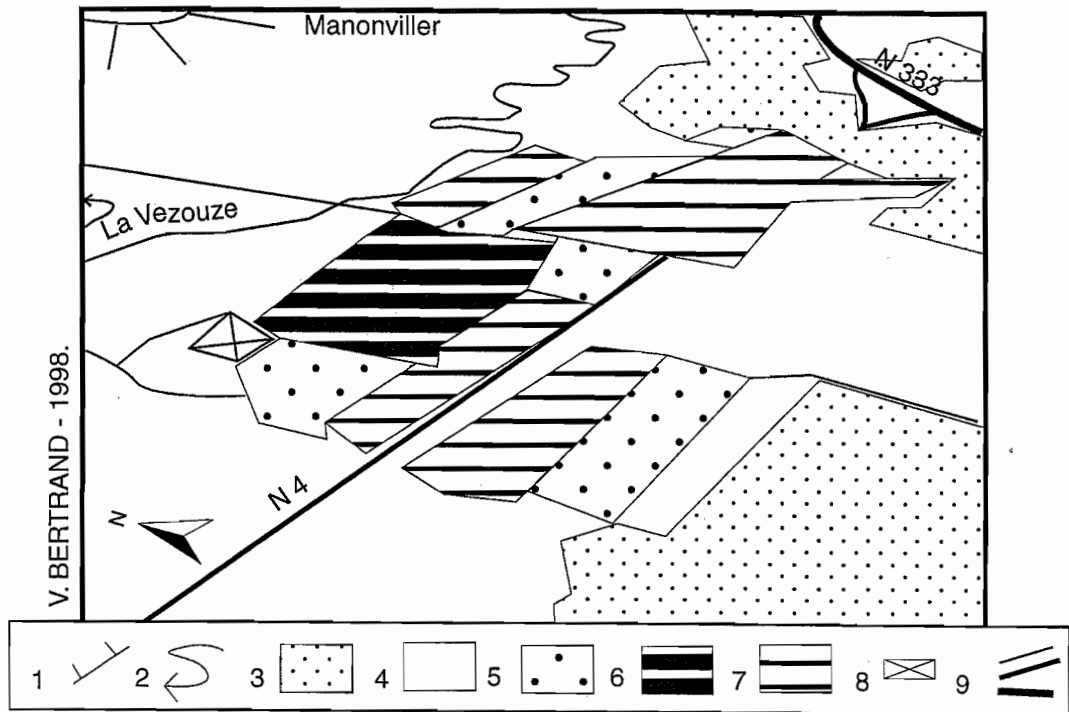 Manonviller
N 333
La Vezouze
N 4
N
V. BERTRAND - 1998.
1 2 3 4 5 6 7 8 9